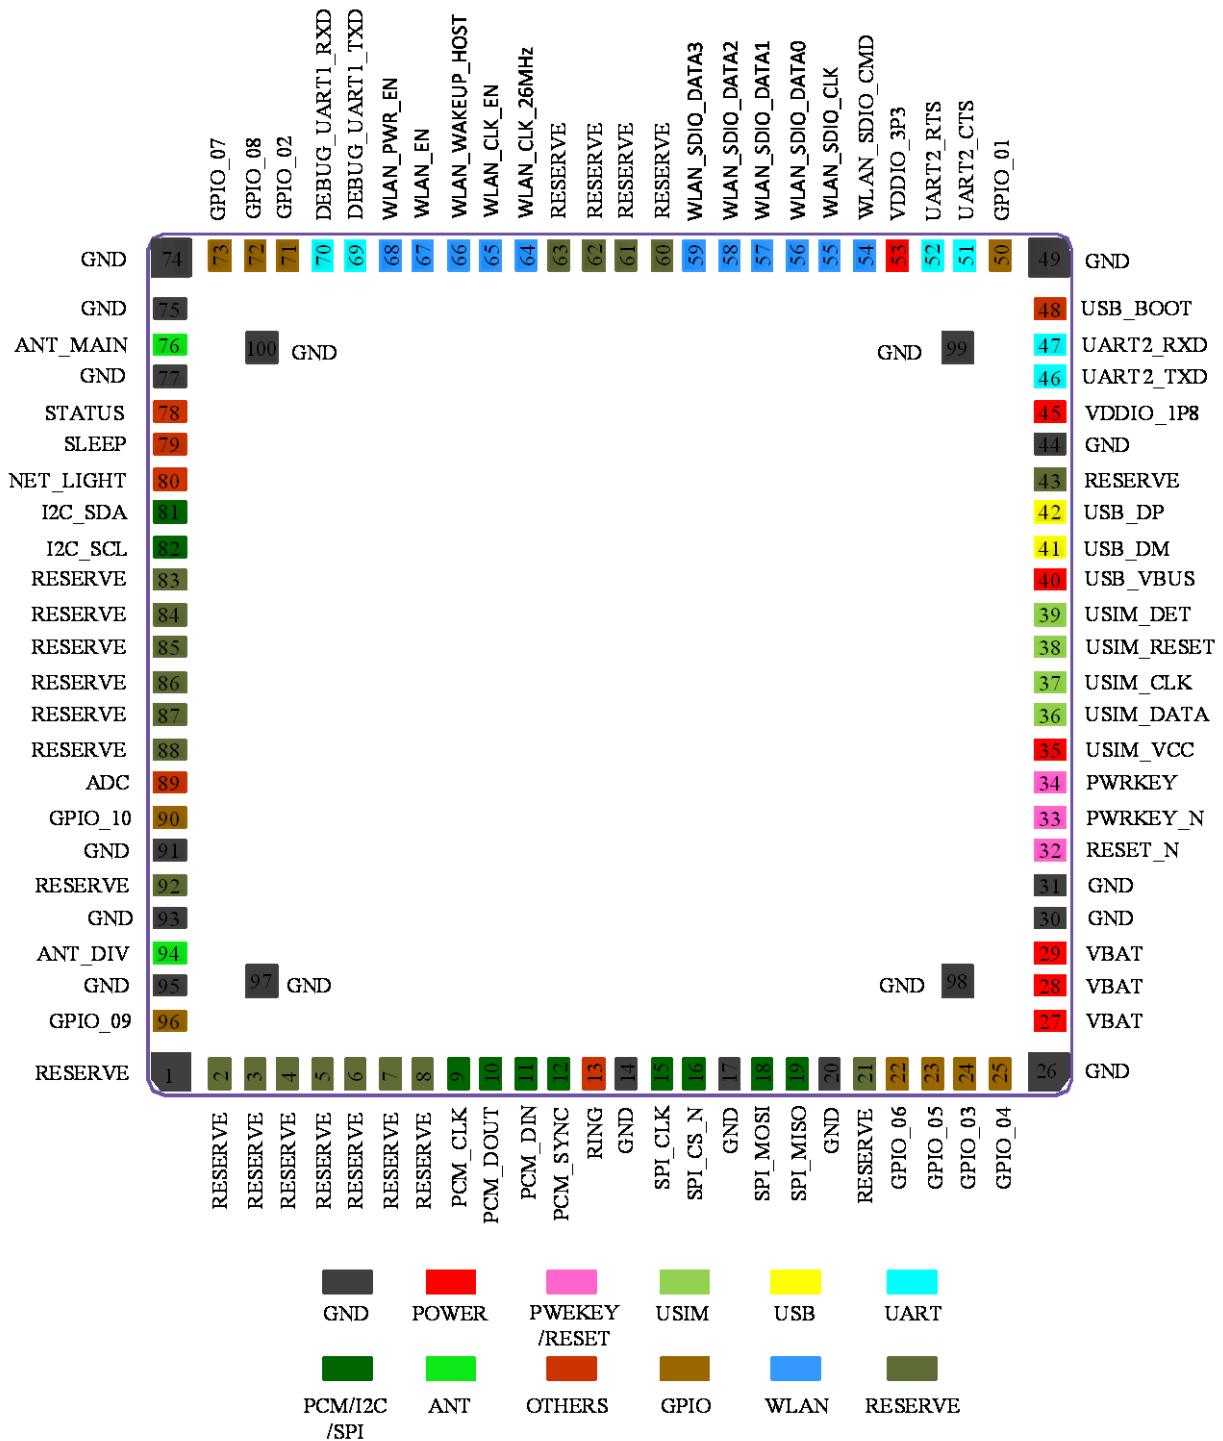 GPIO_07
GPIO_08
GPIO_02
DEBUG_UART1_RXD
DEBUG_UART1_TXD
WLAN_PWR_EN
WLAN_EN
WLAN_WAKEUP_HOST
WLAN_CLK_EN
WLAN_CLK_26MHz
RESERVE
RESERVE
RESERVE
RESERVE
WLAN_SDIO_DATA3
WLAN_SDIO_DATA2
WLAN_SDIO_DATA1
WLAN_SDIO_DATA0
WLAN_SDIO_CLK
WLAN_SDIO_CMD
VDDIO_3P3
UART2_RTS
UART2_CTS
GPIO_01
GND 74 73 72 71 70 69 68 67 66 65 64 63 62 61 60 59 58 57 56 55 54 53 52 51 50 49 GND
GND 75 48 USB_BOOT
ANT_MAIN 76 100 GND GND 99 47 UART2_RXD
GND 77 46 UART2_TXD
STATUS 78 45 VDDIO_1P8
SLEEP 79 44 GND
NET_LIGHT 80 43 RESERVE
I2C_SDA 81 42 USB_DP
I2C_SCL 82 41 USB_DM
RESERVE 83 40 USB_VBUS
RESERVE 84 39 USIM_DET
RESERVE 85 38 USIM_RESET
RESERVE 86 37 USIM_CLK
RESERVE 87 36 USIM_DATA
RESERVE 88 35 USIM_VCC
ADC 89 34 PWRKEY
GPIO_10 90 33 PWRKEY_N
GND 91 32 RESET_N
RESERVE 92 31 GND
GND 93 30 GND
ANT_DIV 94 29 VBAT
GND 95 97 GND GND 98 28 VBAT
GPIO_09 96 27 VBAT
RESERVE 1 2 3 4 5 6 7 8 9 10 11 12 13 14 15 16 17 18 19 20 21 22 23 24 25 26 GND
RESERVE
RESERVE
RESERVE
RESERVE
RESERVE
RESERVE
RESERVE
PCM_CLK
PCM_DOUT
PCM_DIN
PCM_SYNC
RING
GND
SPI_CLK
SPI_CS_N
GND
SPI_MOSI
SPI_MISO
GND
RESERVE
GPIO_06
GPIO_05
GPIO_03
GPIO_04
GND POWER PWEKEY USIM USB UART
/RESET
PCM/I2C ANT OTHERS GPIO WLAN RESERVE
/SPI